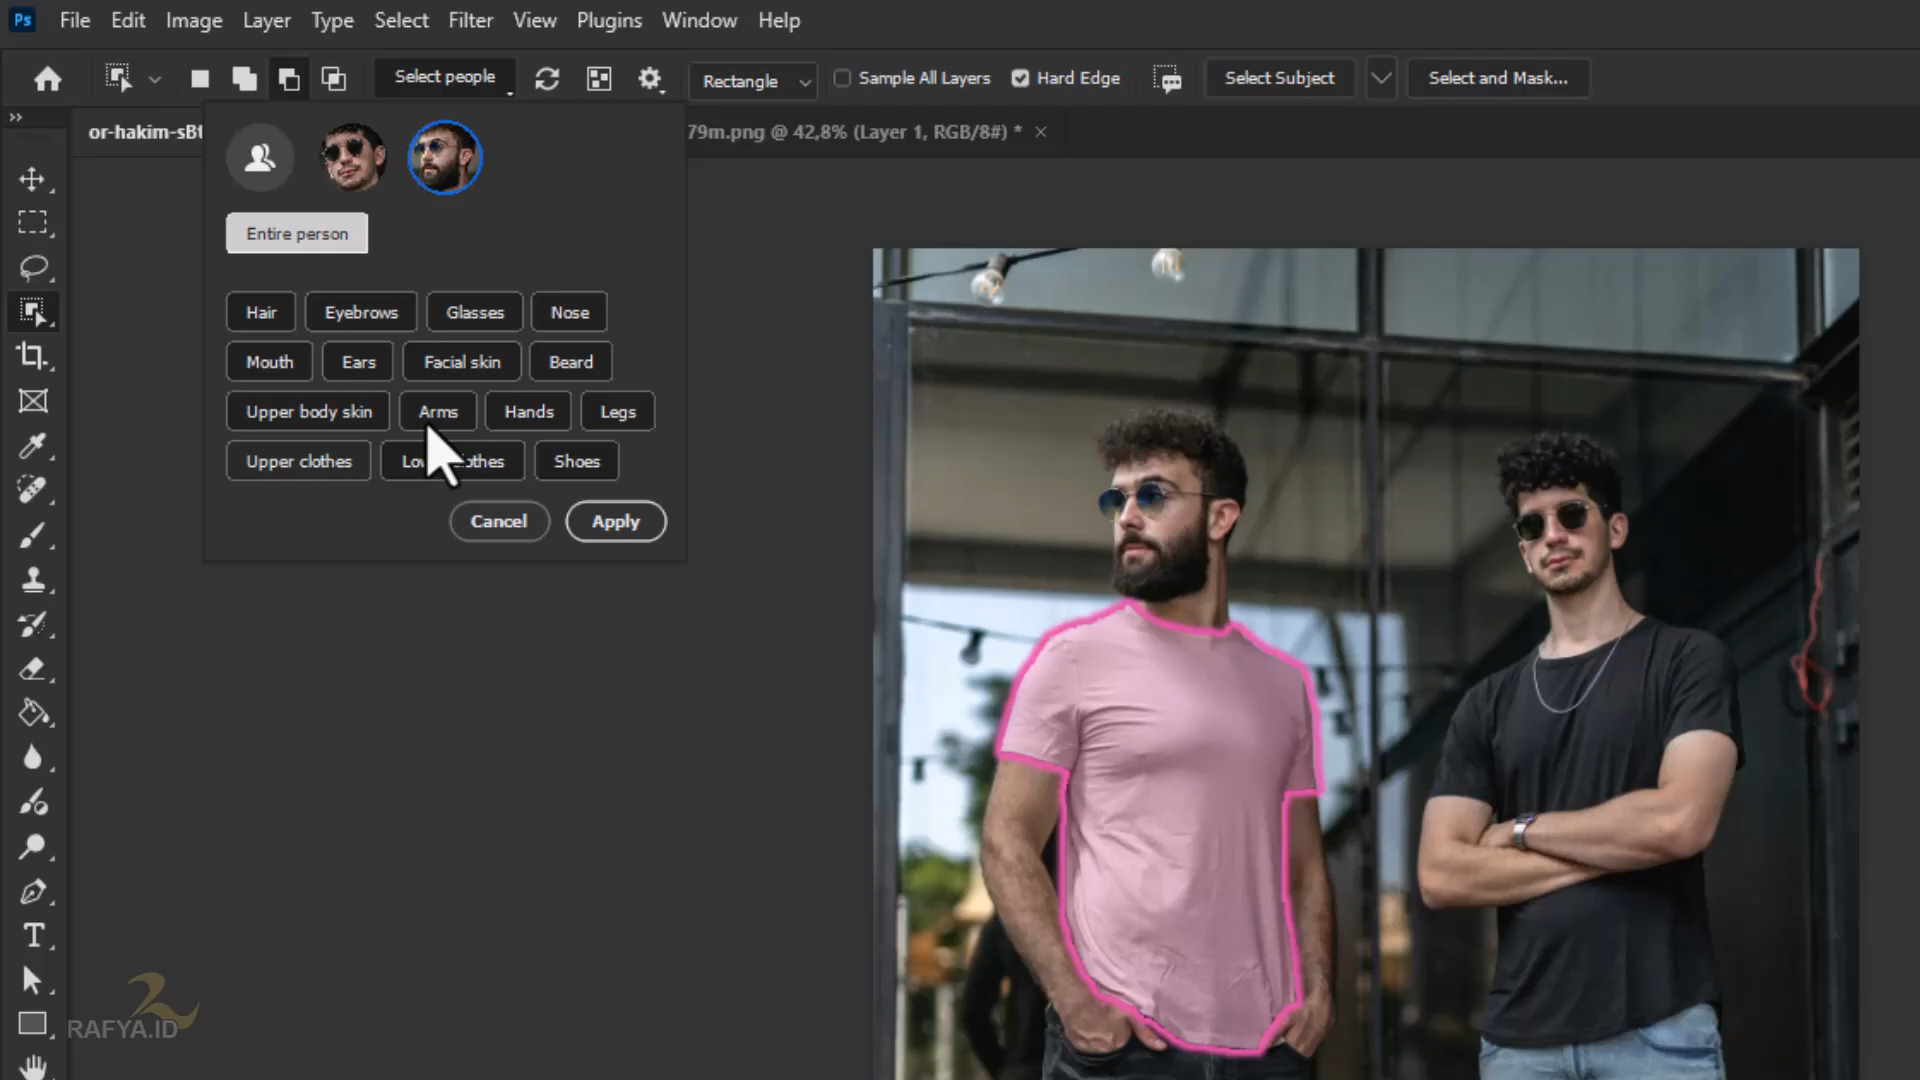 Ps File Edit Image Layer Type Select Filter View Plugins Window Help
Select people Rectangle Sample All Layers Hard Edge Select Subject Select and Mask...
or-hakim-sBt 79m.png @ 42,8% (Layer 1, RGB/8#) * ×
Entire person
Hair Eyebrows Glasses Nose
Mouth Ears Facial skin Beard
Upper body skin Arms Hands Legs
Upper clothes Shoes
Cancel Apply
RAFYA.ID